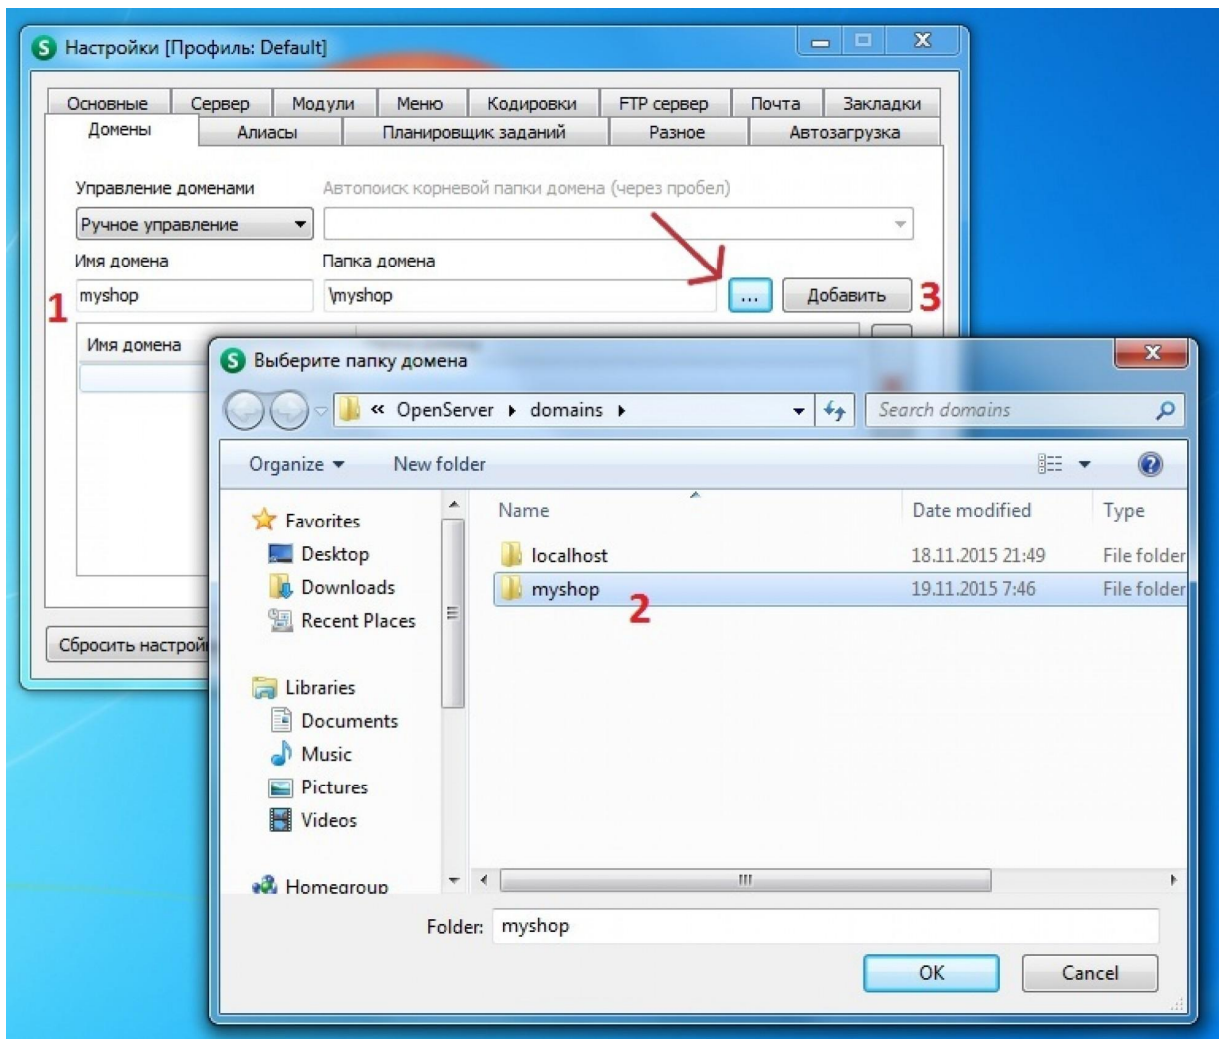 S Настройки [Профиль: Default]
Основные Сервер Модули Меню Кодировки FTP сервер Почта Закладки
Домены Алиасы Планировщик заданий Разное Автозагрузка
Управление доменами Автопоиск корневой папки домена (через пробел)
Ручное управление
Имя домена Папка домена
1 myshop \myshop ... Добавить 3
Имя домена
S Выберите папку домена
« OpenServer domains Search domains
Organize New folder
Name Date modified Type
Favorites
Desktop
Downloads
Recent Places
Libraries
Documents
Music
Pictures
Videos
Homegroup
localhost 18.11.2015 21:49 File folder
myshop 19.11.2015 7:46 File folder
2
Сбросить настрой
Folder: myshop
OK Cancel